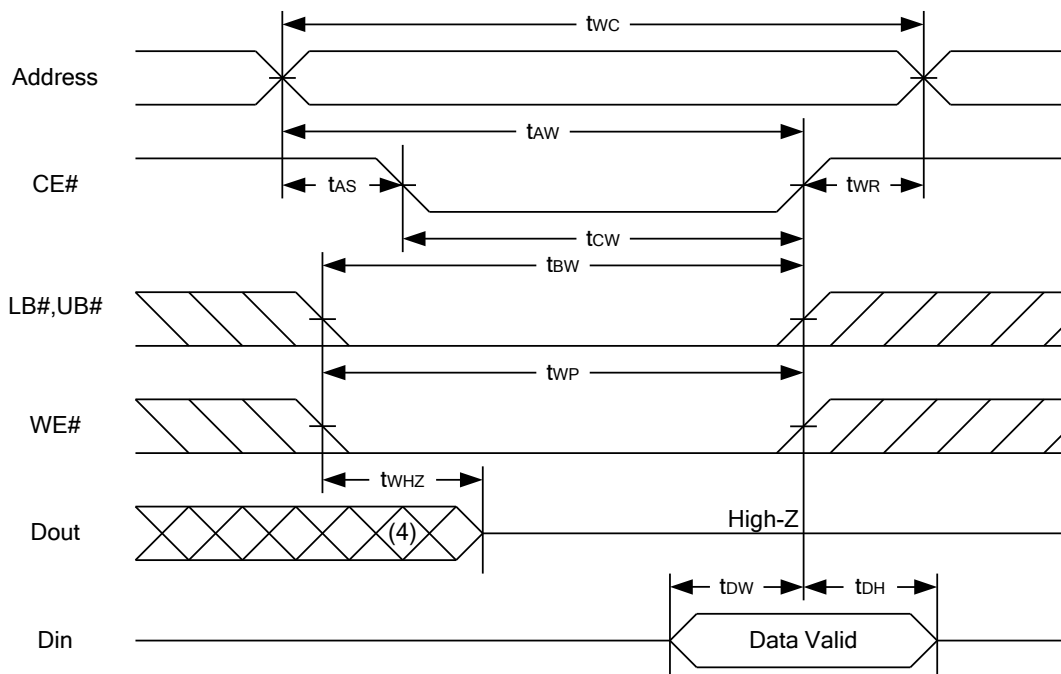 tWC
Address
tAW
CE#
tAS
tWR
tCW
tBW
LB#,UB#
tWP
WE#
tWHZ
Dout
(4)
High-Z
tDW
tDH
Din
Data Valid